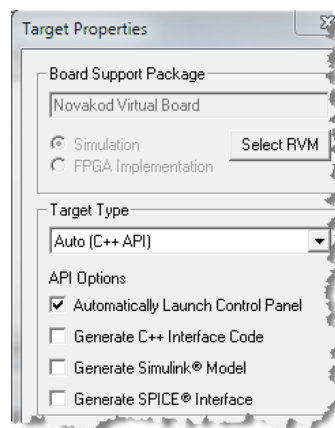 Target Properties
Board Support Package
Novakod Virtual Board
Simulation
Select RVM
FPGA Implementation
Target Type
Auto (C++ API)
API Options
Automatically Launch Control Panel
Generate C++ Interface Code
Generate Simulink® Model
Generate SPICE® Interface